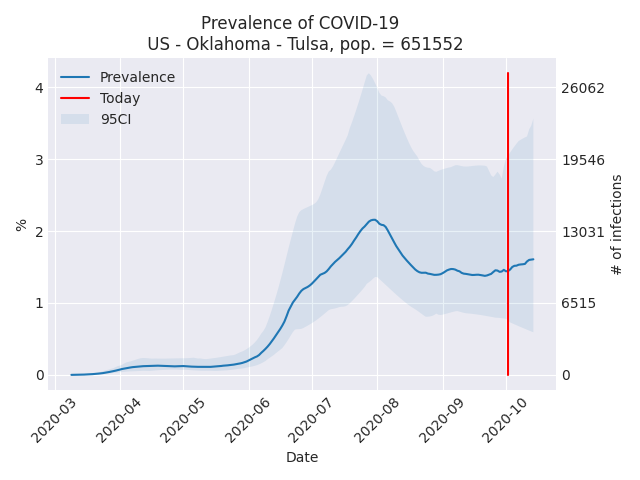 Prevalence of COVID-19
US - Oklahoma - Tulsa, pop. = 651552
Prevalence
Today
95CI
4
3
2
1
0
%
26062
19546
13031
6515
0
# of infections
2020-03
2020-04
2020-05
2020-06
2020-07
2020-08
2020-09
2020-10
Date